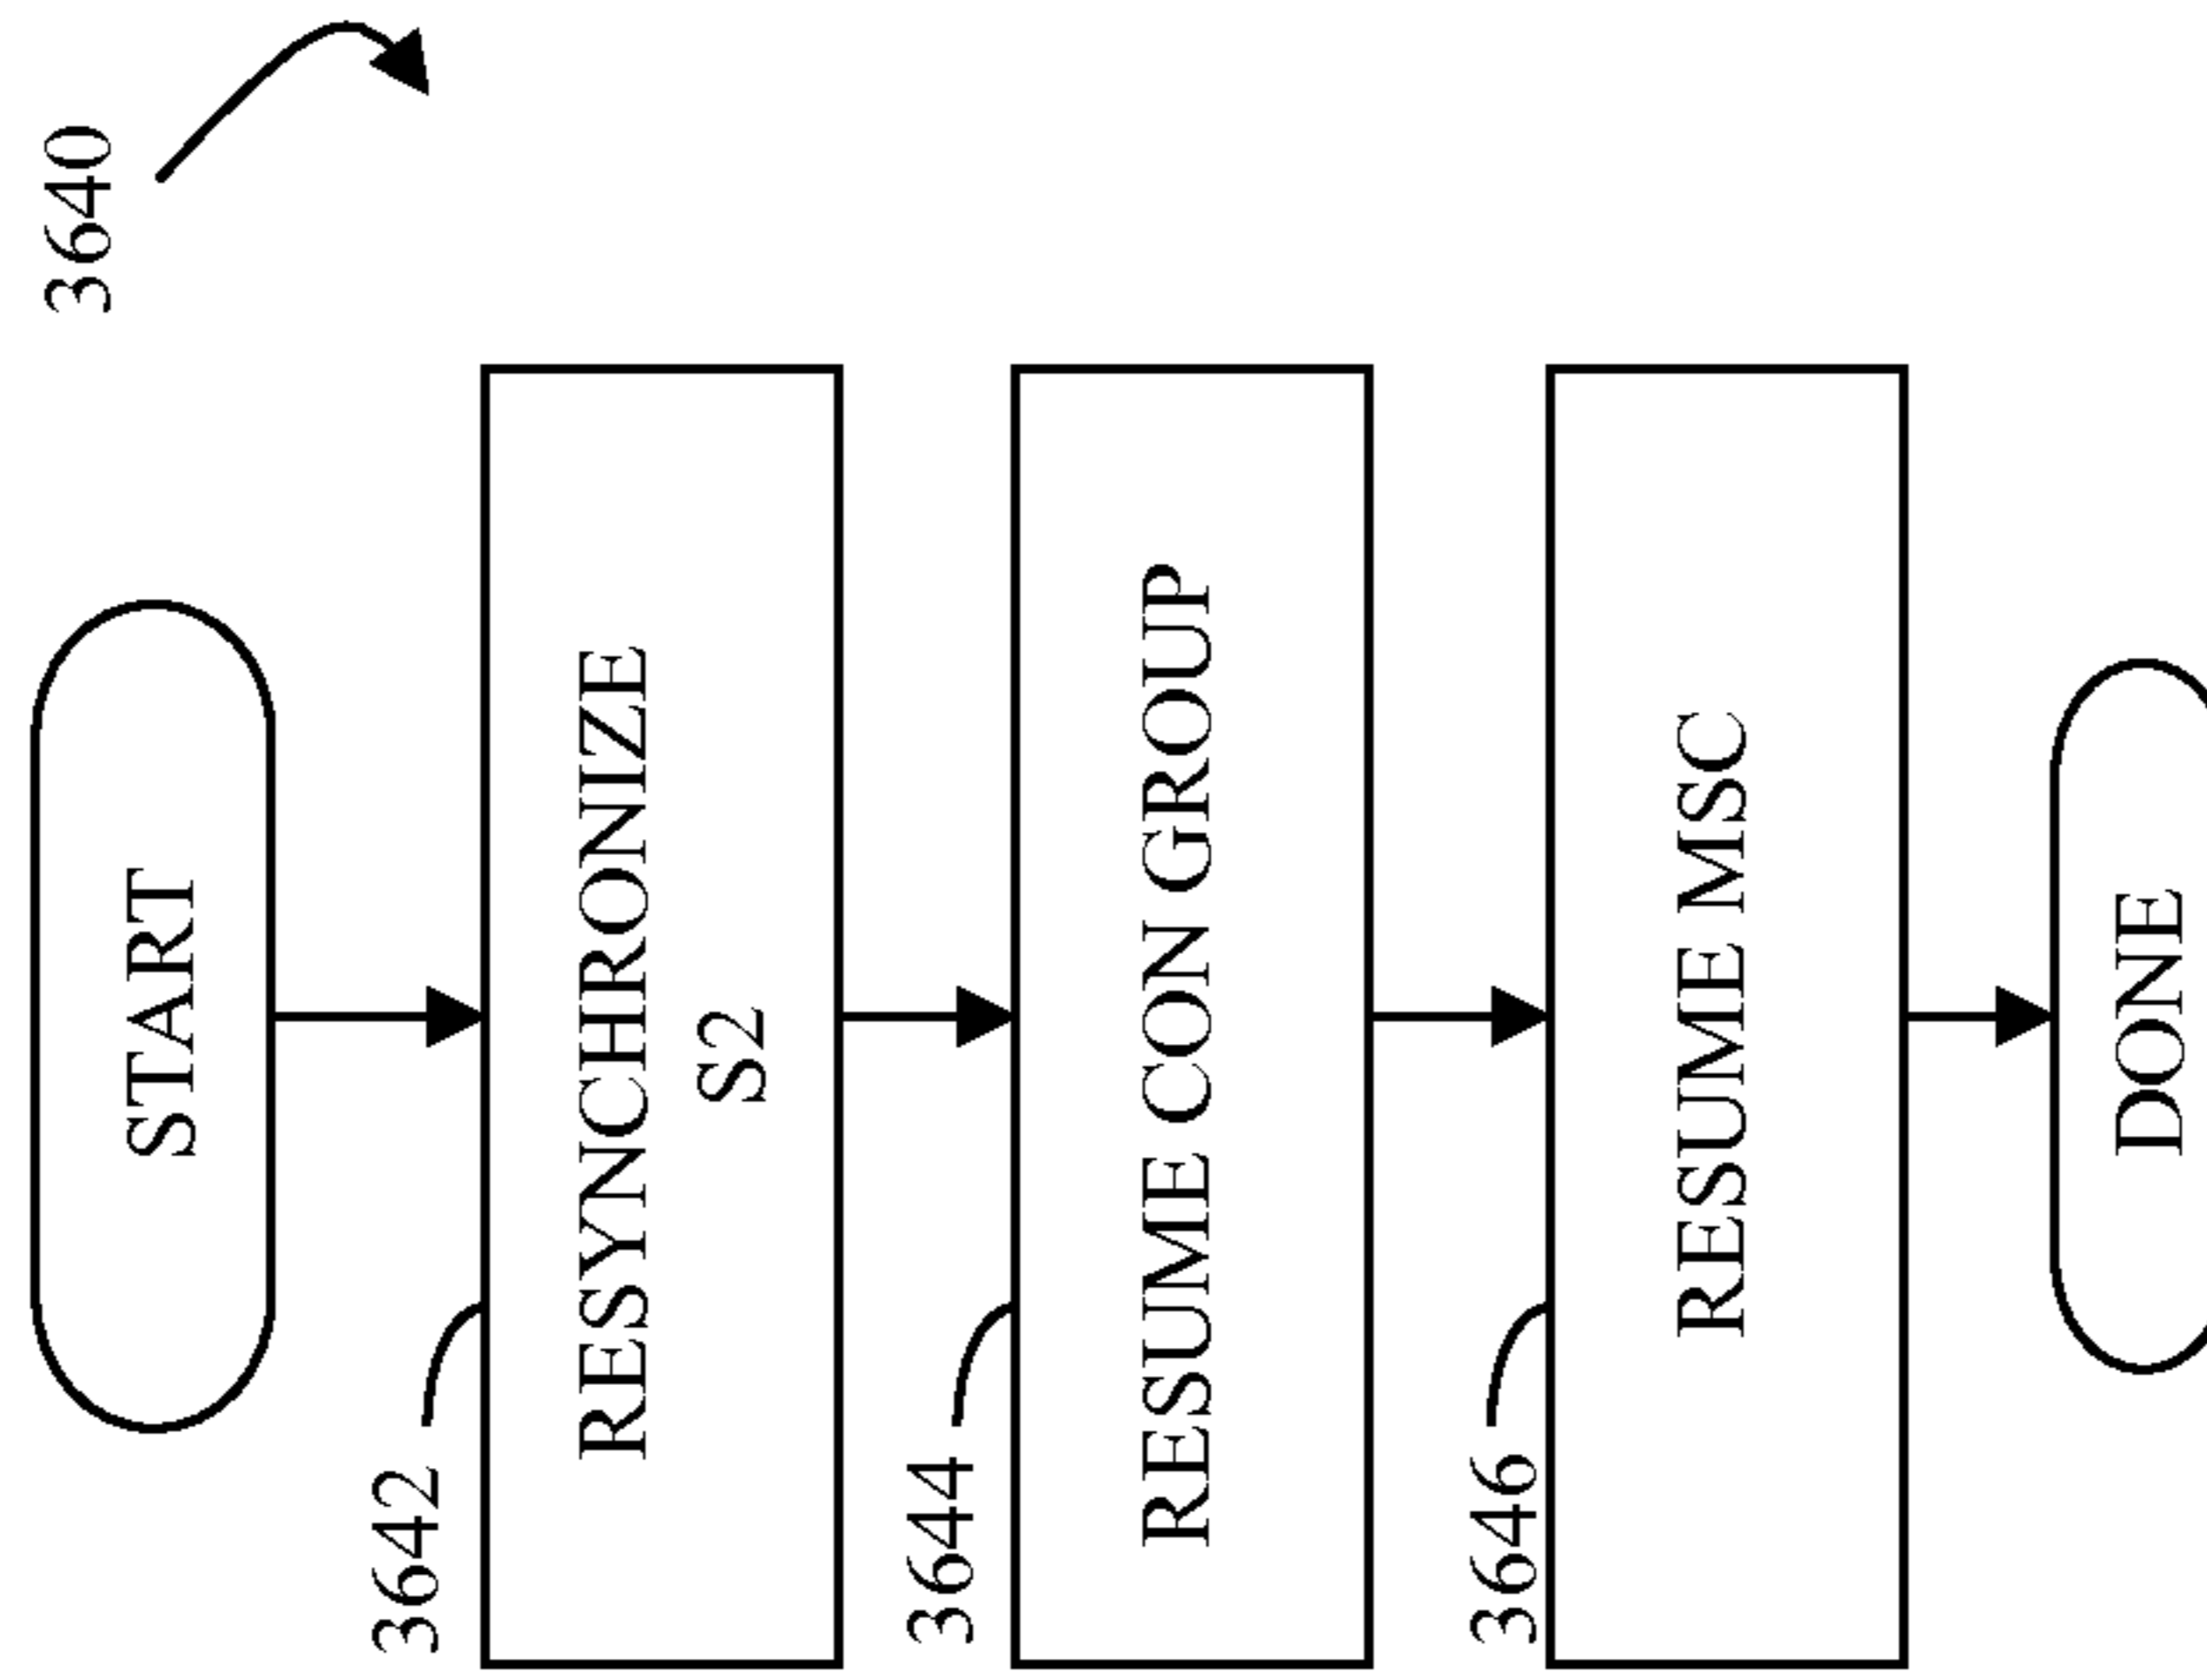 3640
START
3642
RESYNCHRONIZE
S2
3644
RESUME CON GROUP
3646
RESUME MSC
DONE